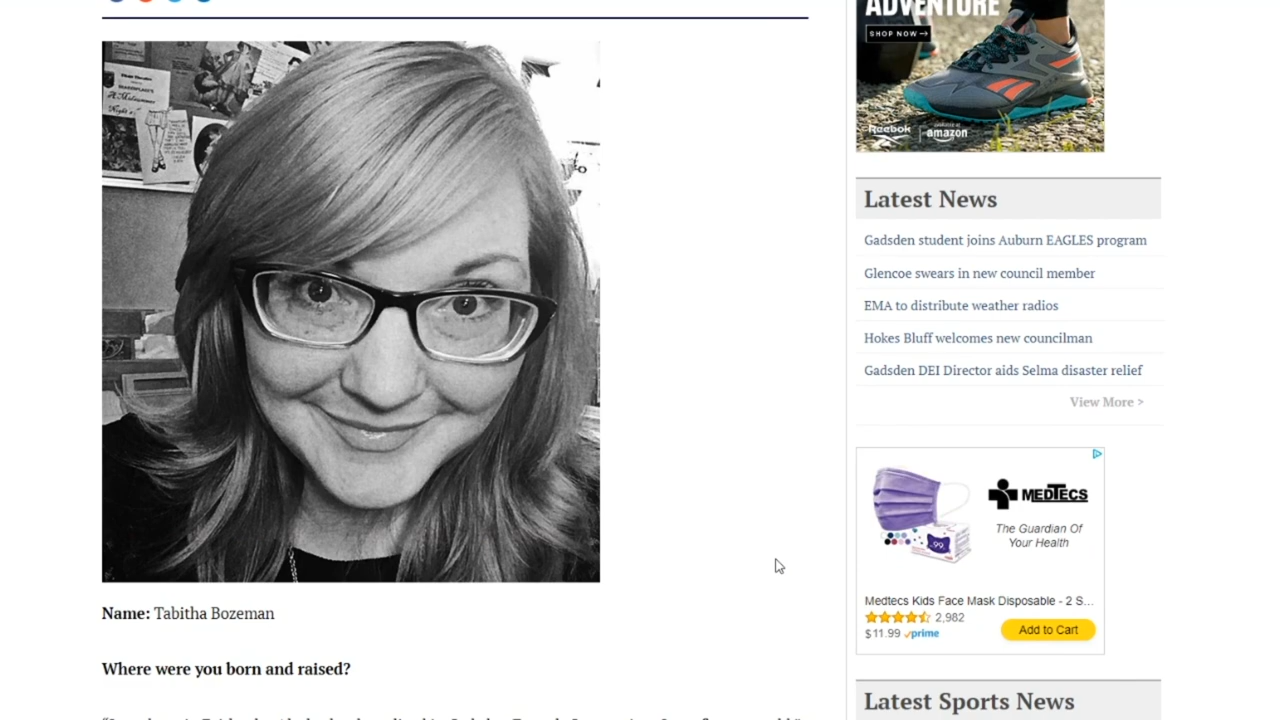 ADVENTURE
SHOP NOW→
Reebok
amazon
Name: Tabitha Bozeman
Where were you born and raised?
Latest News
Gadsden student joins Auburn EAGLES program
Glencoe swears in new council member
EMA to distribute weather radios
Hokes Bluff welcomes new councilman
Gadsden DEI Director aids Selma disaster relief
View More >
MEDTECS
The Guardian Of
Your Health
Medtecs Kids Face Mask Disposable - 2 S...
2,982
$11.99 prime
Add to Cart
Latest Sports News